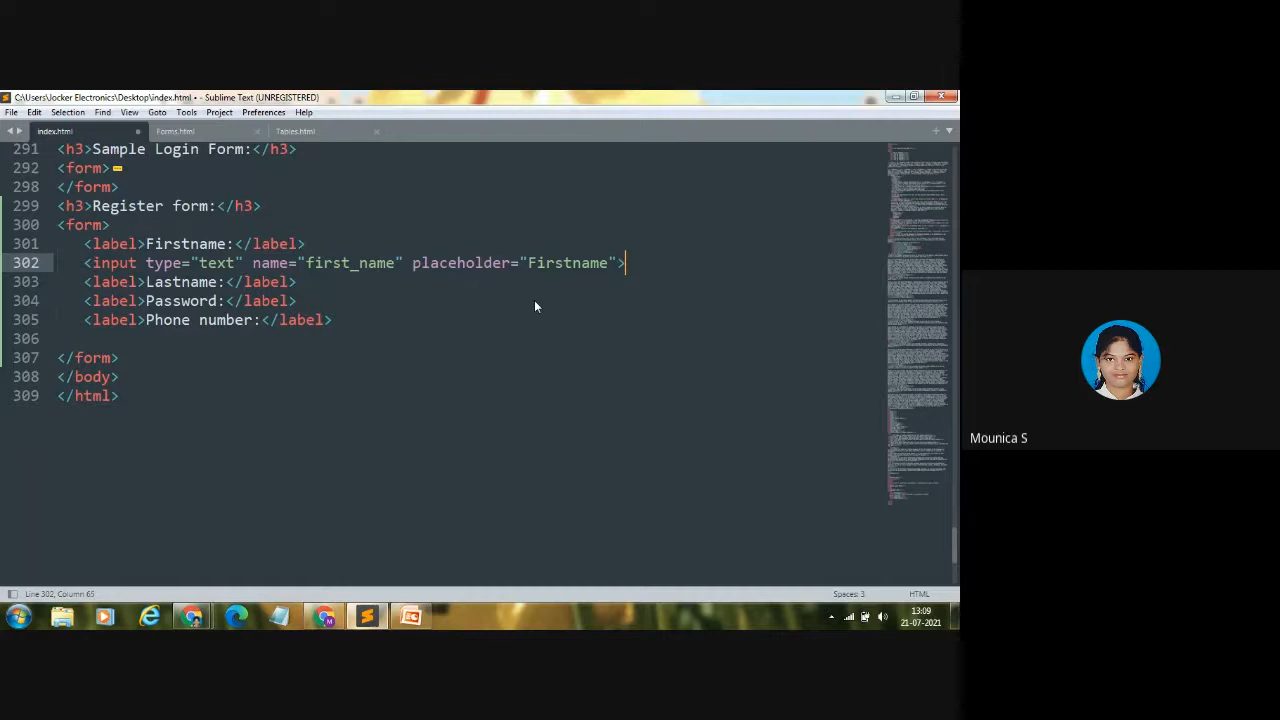 C:\Users\Jocker Electronics\Desktop\index.html • - Sublime Text (UNREGISTERED)
File Edit Selection Find View Goto Tools Project Preferences Help
index.html Forms.html Tables.html
291 <h3>Sample Login Form:</h3>
292 <form>
298 </form>
299 <h3>Register form:</h3>
300 <form>
301 <label>Firstname:</label>
302 <input type="text" name="first_name" placeholder="Firstname">
303 <label>Lastname:</label>
304 <label>Password:</label>
305 <label>Phone number:</label>
306
307 </form>
308 </body>
309 </html>
Mounica S
Line 302, Column 65 Spaces: 3 HTML
13:09
21-07-2021